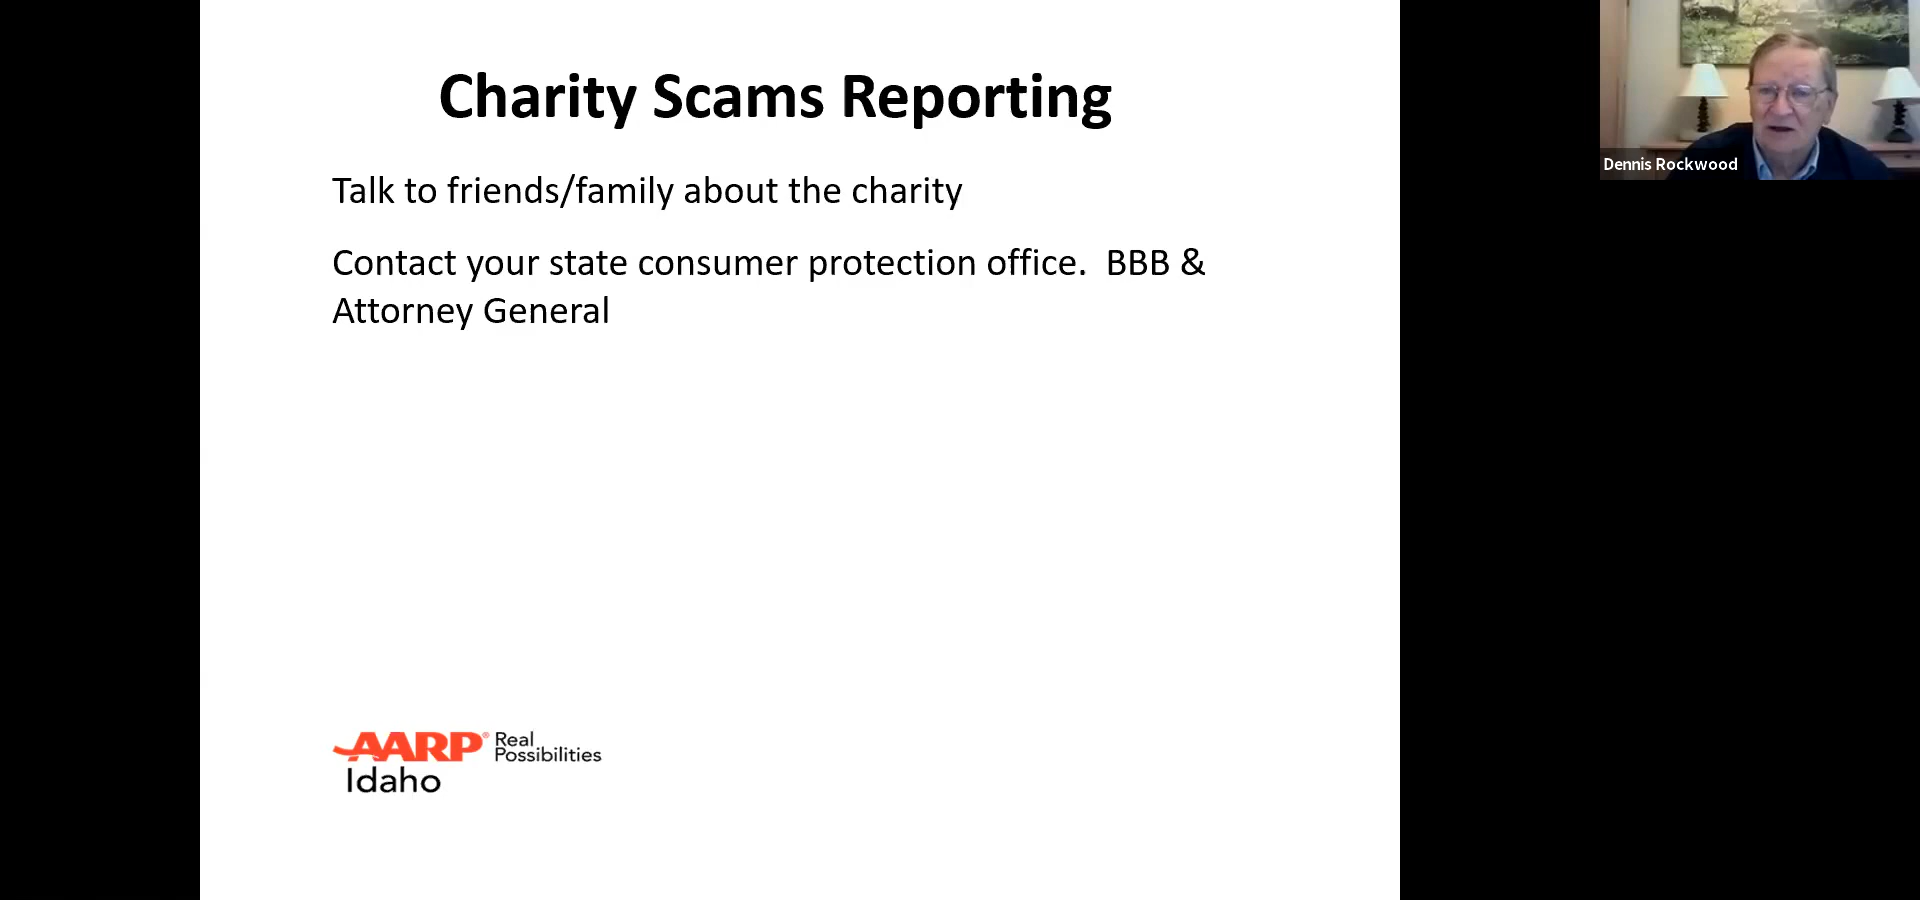 Charity Scams Reporting
Talk to friends/family about the charity
Contact your state consumer protection office.  BBB &
Attorney General
AARP® Real
Possibilities
Idaho
Dennis Rockwood